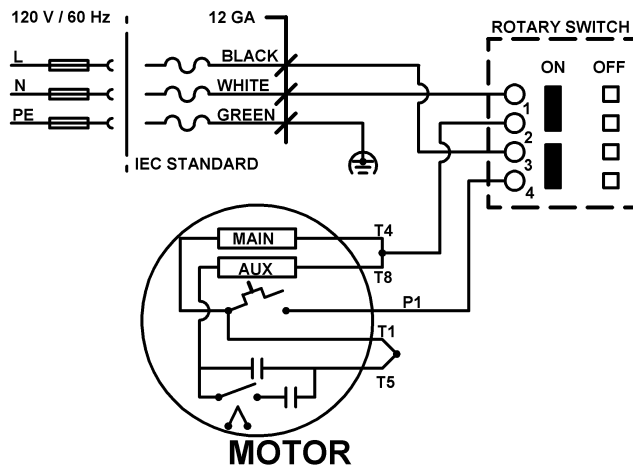 120 V / 60 Hz
12 GA
ROTARY SWITCH
L
BLACK
ON
OFF
N
WHITE
1
PE
GREEN
2
3
IEC STANDARD
4
T4
MAIN
AUX
T8
P1
T1
T5
MOTOR